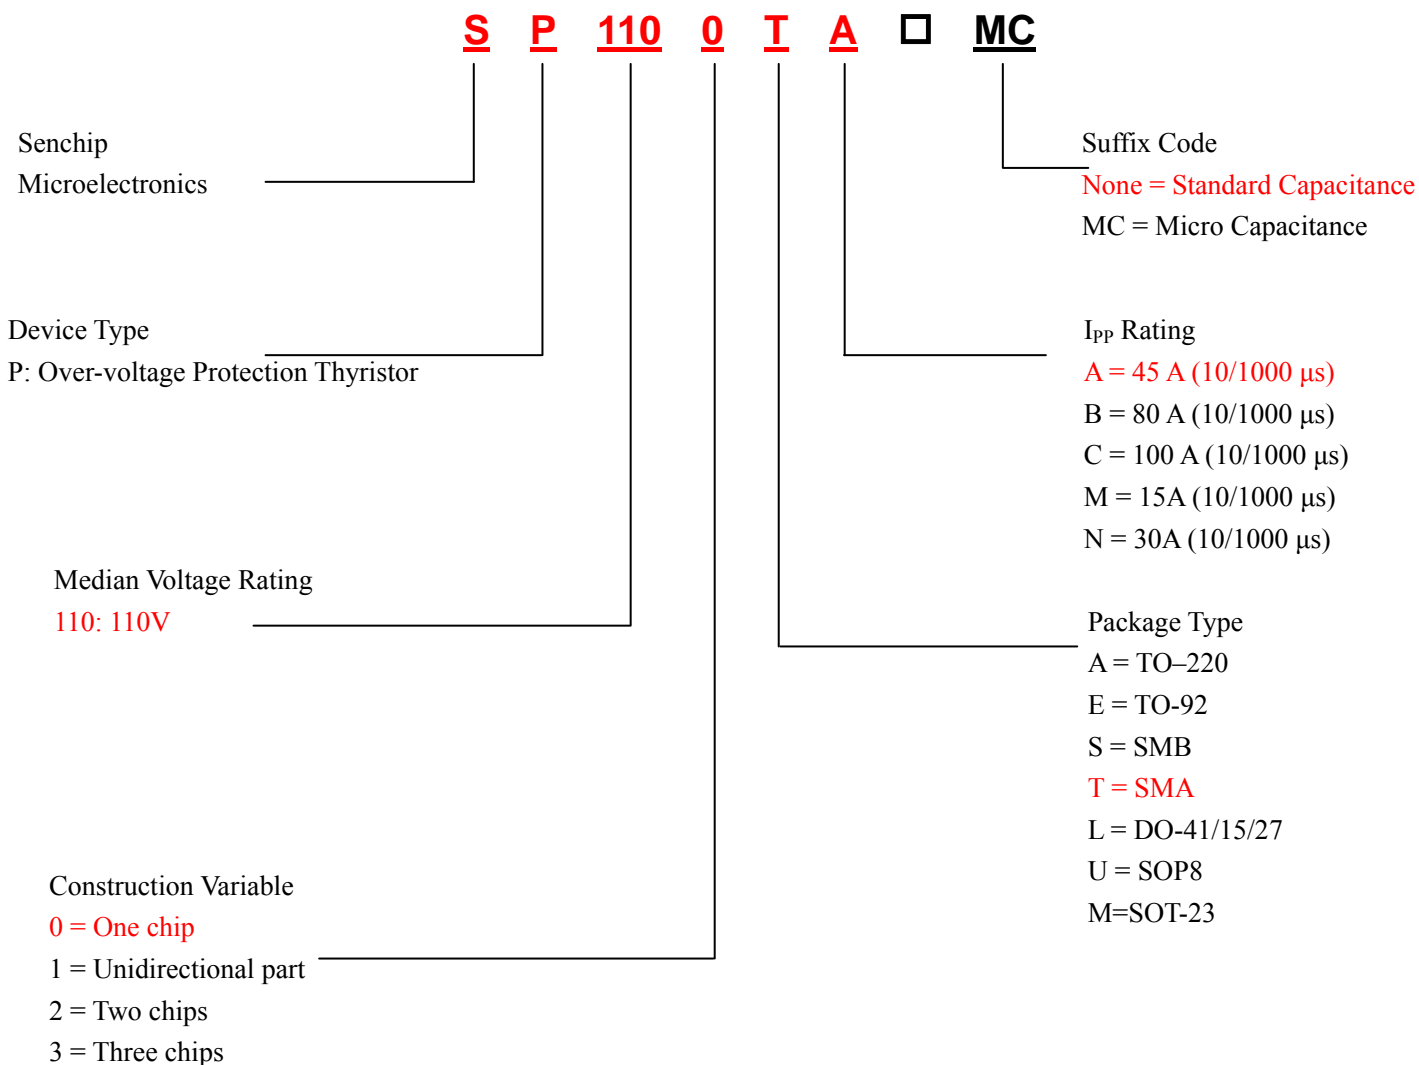 S P 110 0 T A □ MC
Senchip
Microelectronics
Suffix Code
None = Standard Capacitance
MC = Micro Capacitance
Device Type
P: Over-voltage Protection Thyristor
IPP Rating
A = 45 A (10/1000 μs)
B = 80 A (10/1000 μs)
C = 100 A (10/1000 μs)
M = 15A (10/1000 μs)
N = 30A (10/1000 μs)
Median Voltage Rating
110: 110V
Package Type
A = TO–220
E = TO-92
S = SMB
T = SMA
L = DO-41/15/27
U = SOP8
M=SOT-23
Construction Variable
0 = One chip
1 = Unidirectional part
2 = Two chips
3 = Three chips